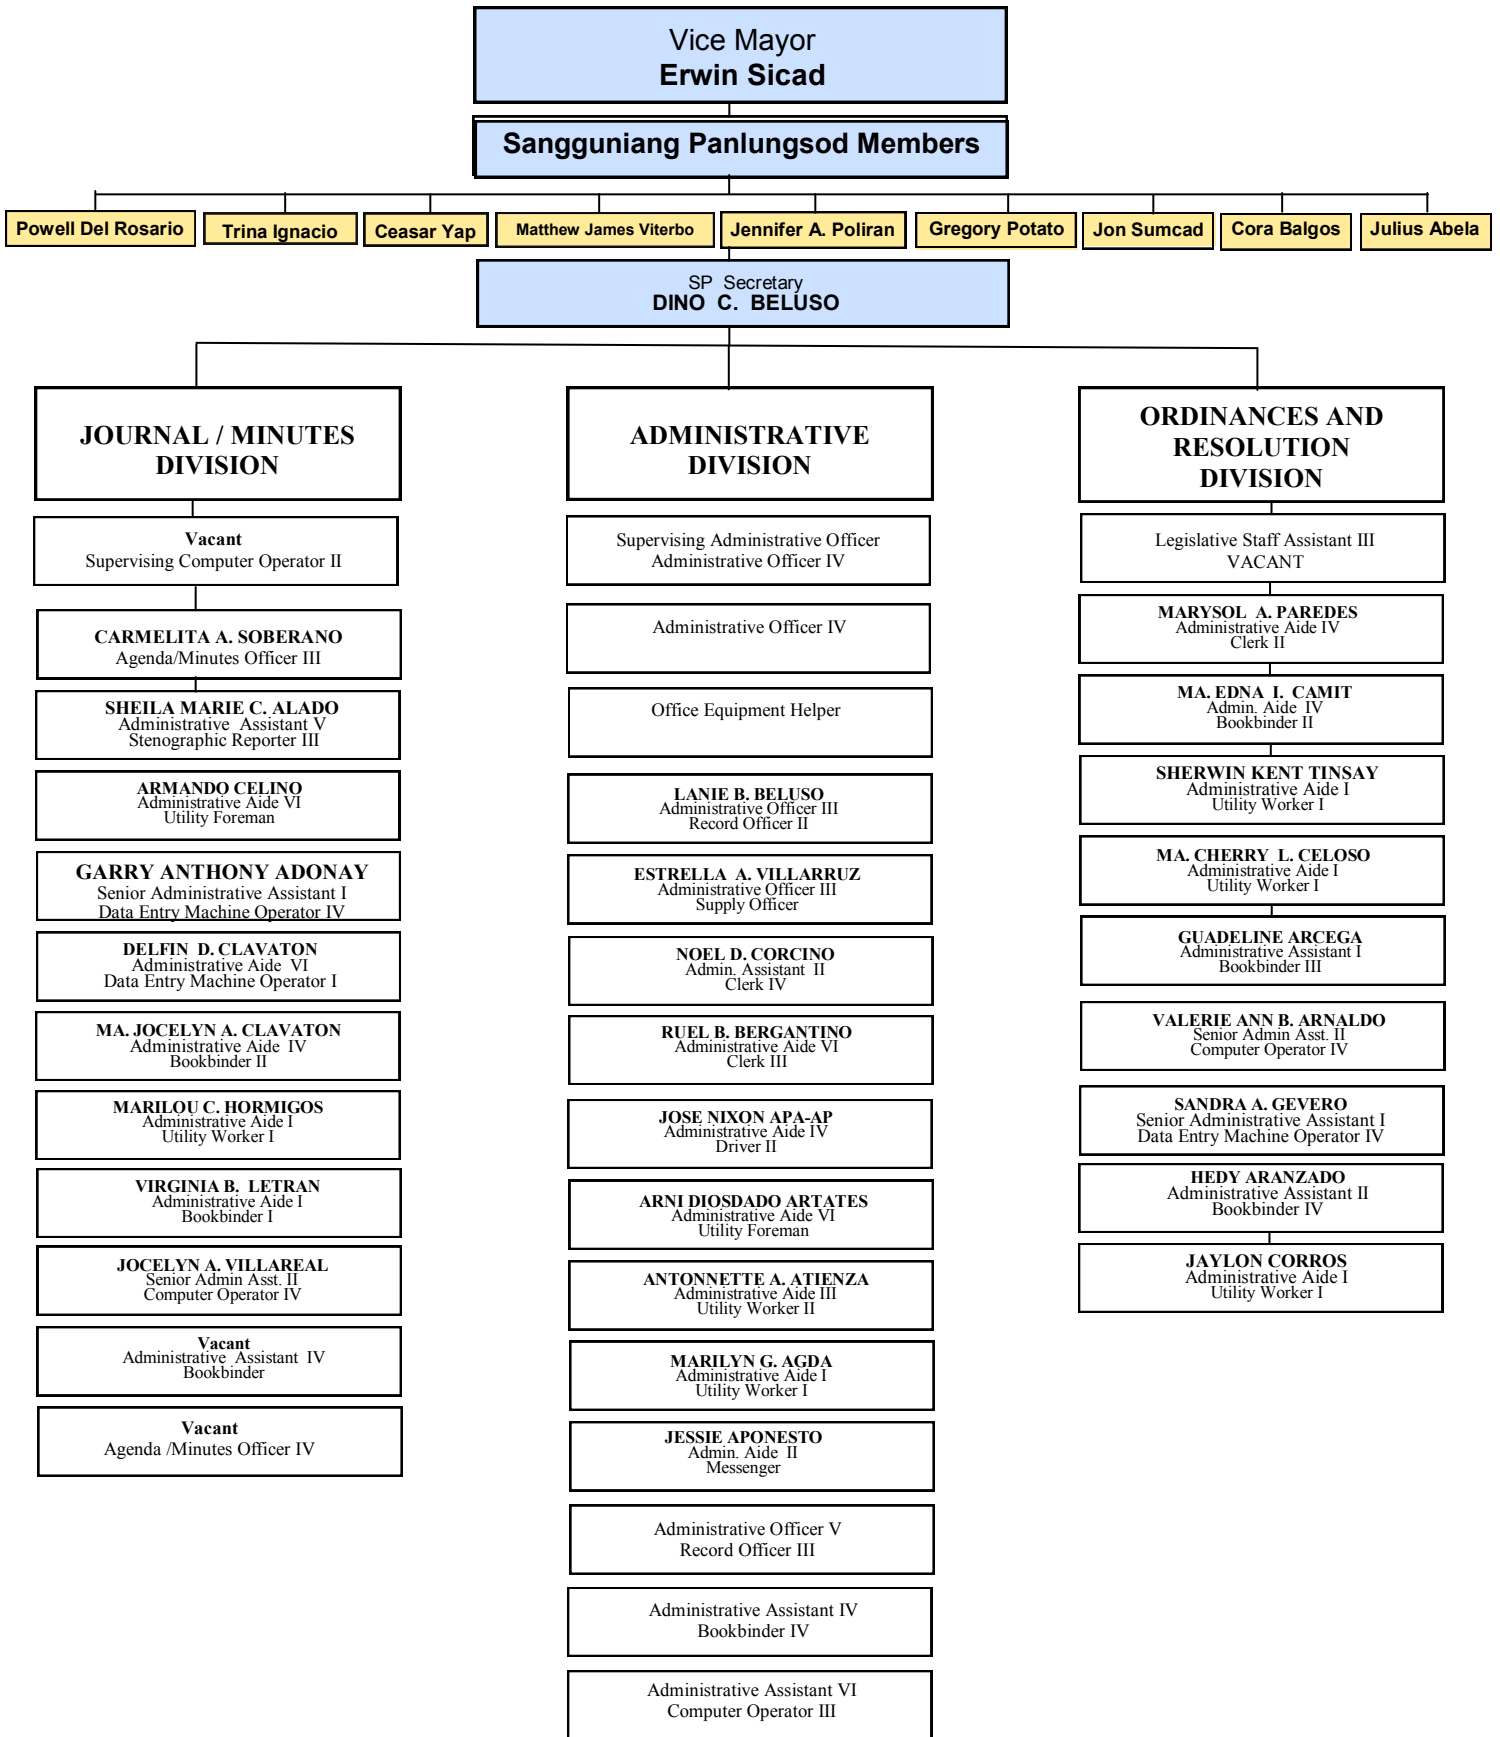 Vice Mayor
Erwin Sicad
Sangguniang Panlungsod Members
Powell Del Rosario
Trina Ignacio
Ceasar Yap
Matthew James Viterbo
Jennifer A. Poliran
Gregory Potato
Jon Sumcad
Cora Balgos
Julius Abela
SP Secretary
DINO C. BELUSO
JOURNAL / MINUTES
DIVISION
Vacant
Supervising Computer Operator II
CARMELITA A. SOBERANO
Agenda/Minutes Officer III
SHEILA MARIE C. ALADO
Administrative Assistant V
Stenographic Reporter III
ARMANDO CELINO
Administrative Aide VI
Utility Foreman
GARRY ANTHONY ADONAY
Senior Administrative Assistant I
Data Entry Machine Operator IV
DELFIN D. CLAVATON
Administrative Aide VI
Data Entry Machine Operator I
MA. JOCELYN A. CLAVATON
Administrative Aide IV
Bookbinder II
MARILOU C. HORMIGOS
Administrative Aide I
Utility Worker I
VIRGINIA B. LETRAN
Administrative Aide I
Bookbinder I
JOCELYN A. VILLAREAL
Senior Admin Asst. II
Computer Operator IV
Vacant
Administrative Assistant IV
Bookbinder
Vacant
Agenda /Minutes Officer IV
ADMINISTRATIVE
DIVISION
Supervising Administrative Officer
Administrative Officer IV
Administrative Officer IV
Office Equipment Helper
LANIE B. BELUSO
Administrative Officer III
Record Officer II
ESTRELLA A. VILLARRUZ
Administrative Officer III
Supply Officer
NOEL D. CORCINO
Admin. Assistant II
Clerk IV
RUEL B. BERGANTINO
Administrative Aide VI
Clerk III
JOSE NIXON APA-AP
Administrative Aide IV
Driver II
ARNI DIOSDADO ARTATES
Administrative Aide VI
Utility Foreman
ANTONNETTE A. ATIENZA
Administrative Aide III
Utility Worker II
MARILYN G. AGDA
Administrative Aide I
Utility Worker I
JESSIE APONESTO
Admin. Aide II
Messenger
Administrative Officer V
Record Officer III
Administrative Assistant IV
Bookbinder IV
Administrative Assistant VI
Computer Operator III
ORDINANCES AND
RESOLUTION
DIVISION
Legislative Staff Assistant III
VACANT
MARYSOL A. PAREDES
Administrative Aide IV
Clerk II
MA. EDNA I. CAMIT
Admin. Aide IV
Bookbinder II
SHERWIN KENT TINSAY
Administrative Aide I
Utility Worker I
MA. CHERRY L. CELOSO
Administrative Aide I
Utility Worker I
GUADELINE ARCEGA
Administrative Assistant I
Bookbinder III
VALERIE ANN B. ARNALDO
Senior Admin Asst. II
Computer Operator IV
SANDRA A. GEVERO
Senior Administrative Assistant I
Data Entry Machine Operator IV
HEDY ARANZADO
Administrative Assistant II
Bookbinder IV
JAYLON CORROS
Administrative Aide I
Utility Worker I